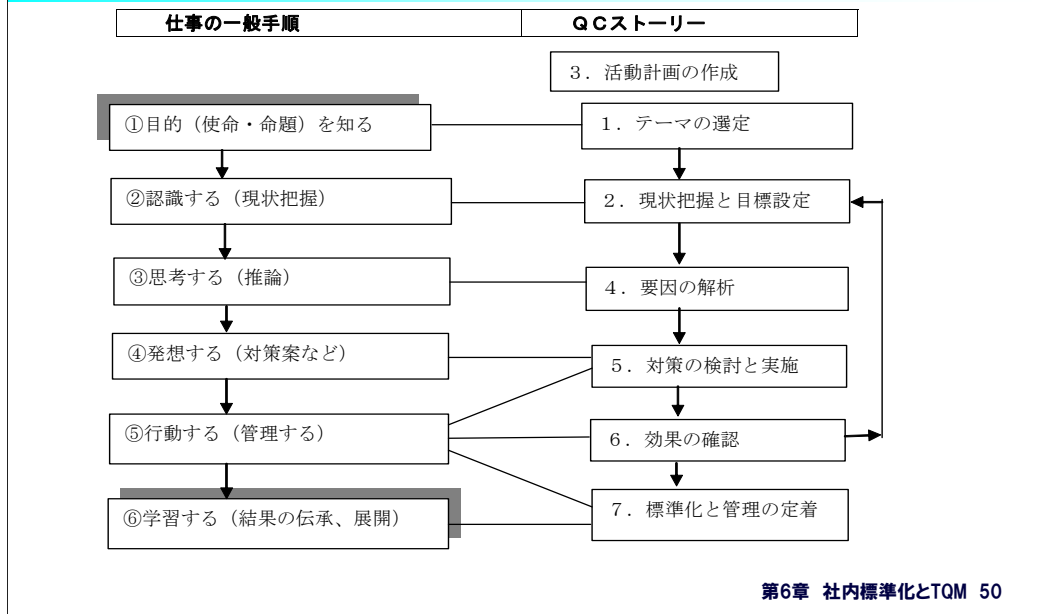 仕事の一般手順
QCストーリー
3．活動計画の作成
①目的（使命・命題）を知る
1．テーマの選定
②認識する（現状把握）
2．現状把握と目標設定
③思考する（推論）
4．要因の解析
④発想する（対策案など）
5．対策の検討と実施
⑤行動する（管理する）
6．効果の確認
⑥学習する（結果の伝承、展開）
7．標準化と管理の定着
第6章 社内標準化とTQM 50